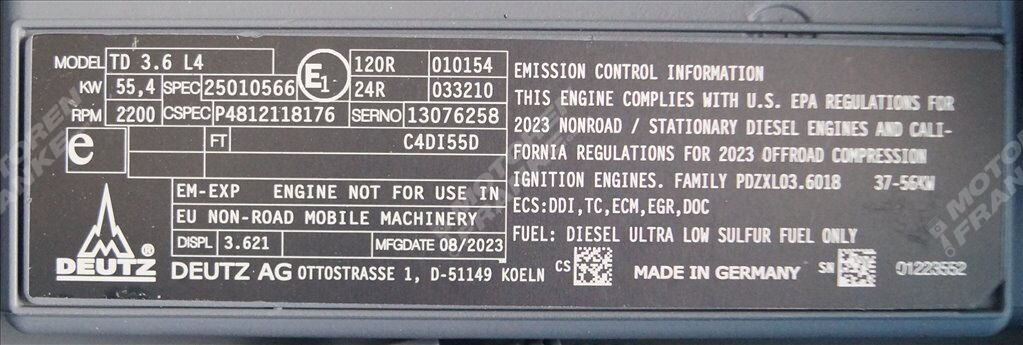 MODEL TD 3.6 L4
KW 55,4 SPEC 25010566 E1 120R 010154
24R 033210
RPM 2200 CSPEC P4812118176 SERNO 13076258
e FT C4DI55D
EM-EXP ENGINE NOT FOR USE IN
EU NON-ROAD MOBILE MACHINERY
DISPL 3.621 MFGDATE 08/2023
DEUTZ ®
DEUTZ AG OTTOSTRASSE 1, D-51149 KOELN
EMISSION CONTROL INFORMATION
THIS ENGINE COMPLIES WITH U.S. EPA REGULATIONS FOR
2023 NONROAD / STATIONARY DIESEL ENGINES AND CALI-
FORNIA REGULATIONS FOR 2023 OFFROAD COMPRESSION
IGNITION ENGINES. FAMILY PDZXL03.6018 37-56KW
ECS:DDI,TC,ECM,EGR,DOC
FUEL: DIESEL ULTRA LOW SULFUR FUEL ONLY
CS MADE IN GERMANY SN 01223552
MOTOREN
FRANKEN